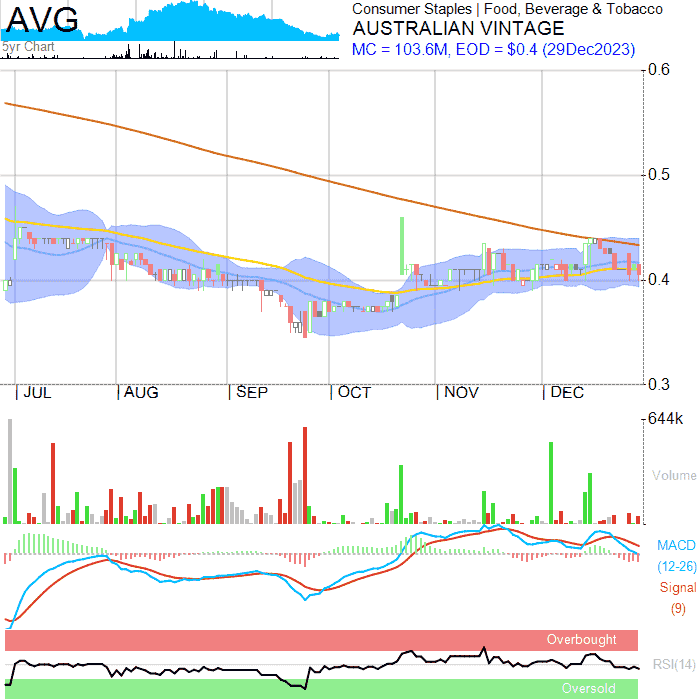 AVG
5yr Chart
Consumer Staples | Food, Beverage & Tobacco
AUSTRALIAN VINTAGE
MC = 103.6M, EOD = $0.4 (29Dec2023)
0.6
0.5
0.4
0.3
JUL AUG SEP OCT NOV DEC
644k
Volume
MACD
(12-26)
Signal
(9)
Overbought
RSI(14)
Oversold